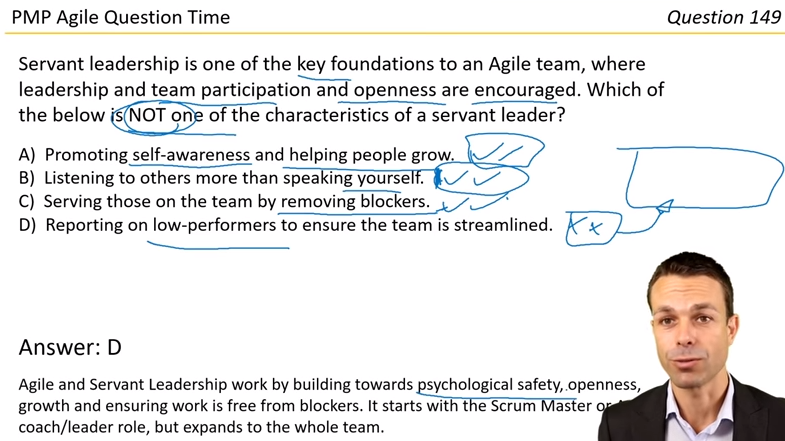 PMP Agile Question Time
Question 149
Servant leadership is one of the key foundations to an Agile team, where
leadership and team participation and openness are encouraged. Which of
the below is NOT one of the characteristics of a servant leader?
A) Promoting self-awareness and helping people grow.
B) Listening to others more than speaking yourself.
C) Serving those on the team by removing blockers.
D) Reporting on low-performers to ensure the team is streamlined.
Answer: D
Agile and Servant Leadership work by building towards psychological safety, openness,
growth and ensuring work is free from blockers. It starts with the Scrum Master or
coach/leader role, but expands to the whole team.